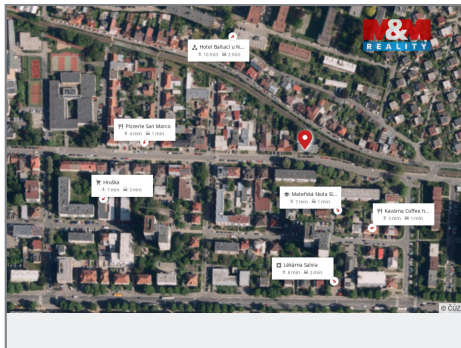 N&M
REALITY
Hotel Baltaci u N...
10 min 2 min
Pizzerie San Marco
4 min 1 min
Hruška
7 min 3 min
Mateřská škola Sl...
7 min 1 min
Kavárna Coffee h...
5 min 1 min
Lékárna Salvia
8 min 2 min
© ČÚZ